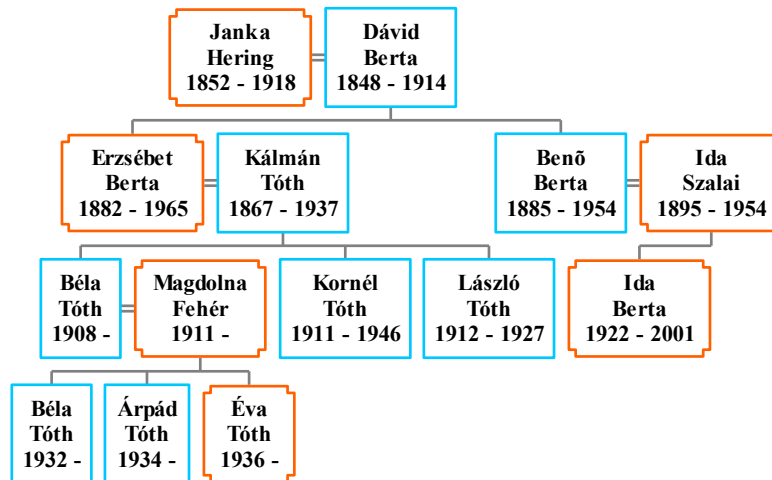 Janka
Hering
1852 - 1918
Dávid
Berta
1848 - 1914
Erzsébet
Berta
1882 - 1965
Kálmán
Tóth
1867 - 1937
Benõ
Berta
1885 - 1954
Ida
Szalai
1895 - 1954
Béla
Tóth
1908 -
Magdolna
Fehér
1911 -
Kornél
Tóth
1911 - 1946
László
Tóth
1912 - 1927
Ida
Berta
1922 - 2001
Béla
Tóth
1932 -
Árpád
Tóth
1934 -
Éva
Tóth
1936 -